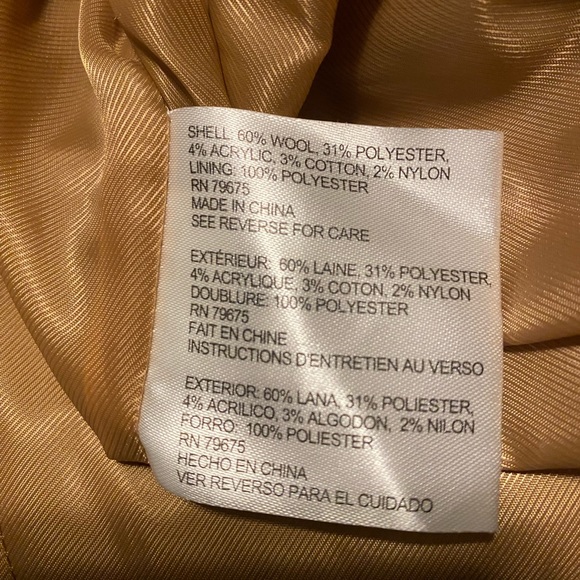 SHELL: 60% WOOL, 31% POLYESTER,
4% ACRYLIC, 3% COTTON, 2% NYLON
LINING: 100% POLYESTER
RN 79675
MADE IN CHINA
SEE REVERSE FOR CARE
EXTÉRIEUR: 60% LAINE, 31% POLYESTER,
4% ACRYLIQUE, 3% COTON, 2% NYLON
DOUBLURE: 100% POLYESTER
RN 79675
FAIT EN CHINE
INSTRUCTIONS D'ENTRETIEN AU VERSO
EXTERIOR: 60% LANA, 31% POLIESTER,
4% ACRILICO, 3% ALGODON, 2% NILON
FORRO: 100% POLIESTER
RN 79675
HECHO EN CHINA
VER REVERSO PARA EL CUIDADO